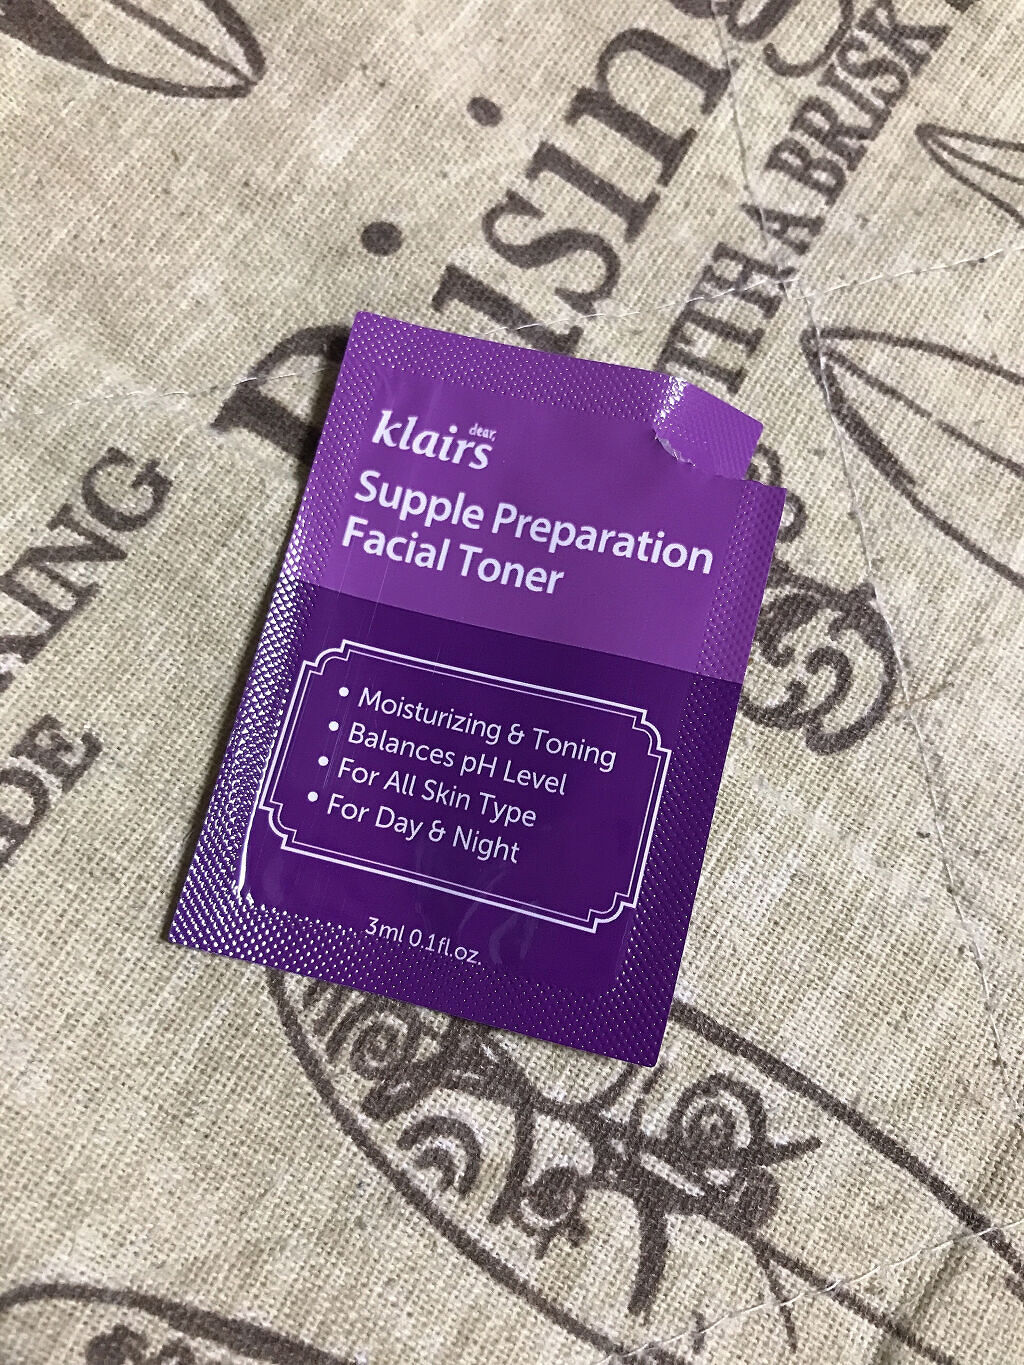 dear,
klairs
Supple Preparation
Facial Toner
• Moisturizing & Toning
• Balances pH Level
• For All Skin Type
• For Day & Night
3ml 0.1fl.oz.
A BRISK